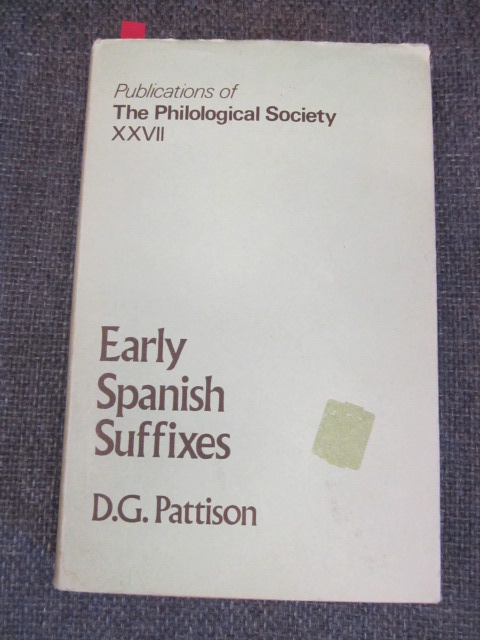 Publications of
The Philological Society
XXVII
Early
Spanish
Suffixes
D.G. Pattison